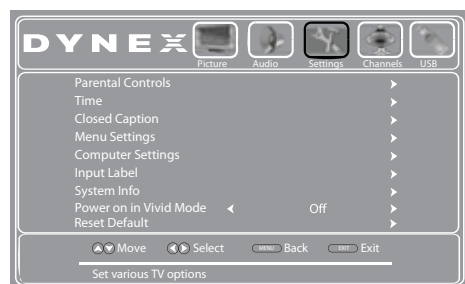 DYNEX
Picture Audio Settings Channels USB
Parental Controls
Time
Closed Caption
Menu Settings
Computer Settings
Input Label
System Info
Power on in Vivid Mode Off
Reset Default
Move Select MENU Back EXIT Exit
Set various TV options